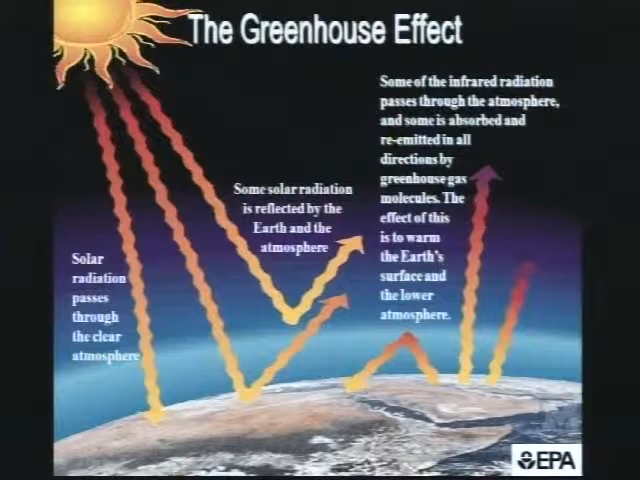 The Greenhouse Effect
Some of the infrared radiation
passes through the atmosphere,
and some is absorbed and
re-emitted in all
directions by
greenhouse gas
molecules. The
effect of this
is to warm
the Earth's
surface and
the lower
atmosphere.
Some solar radiation
is reflected by the
Earth and the
atmosphere
Solar
radiation
passes
through
the clear
atmosphere
EPA